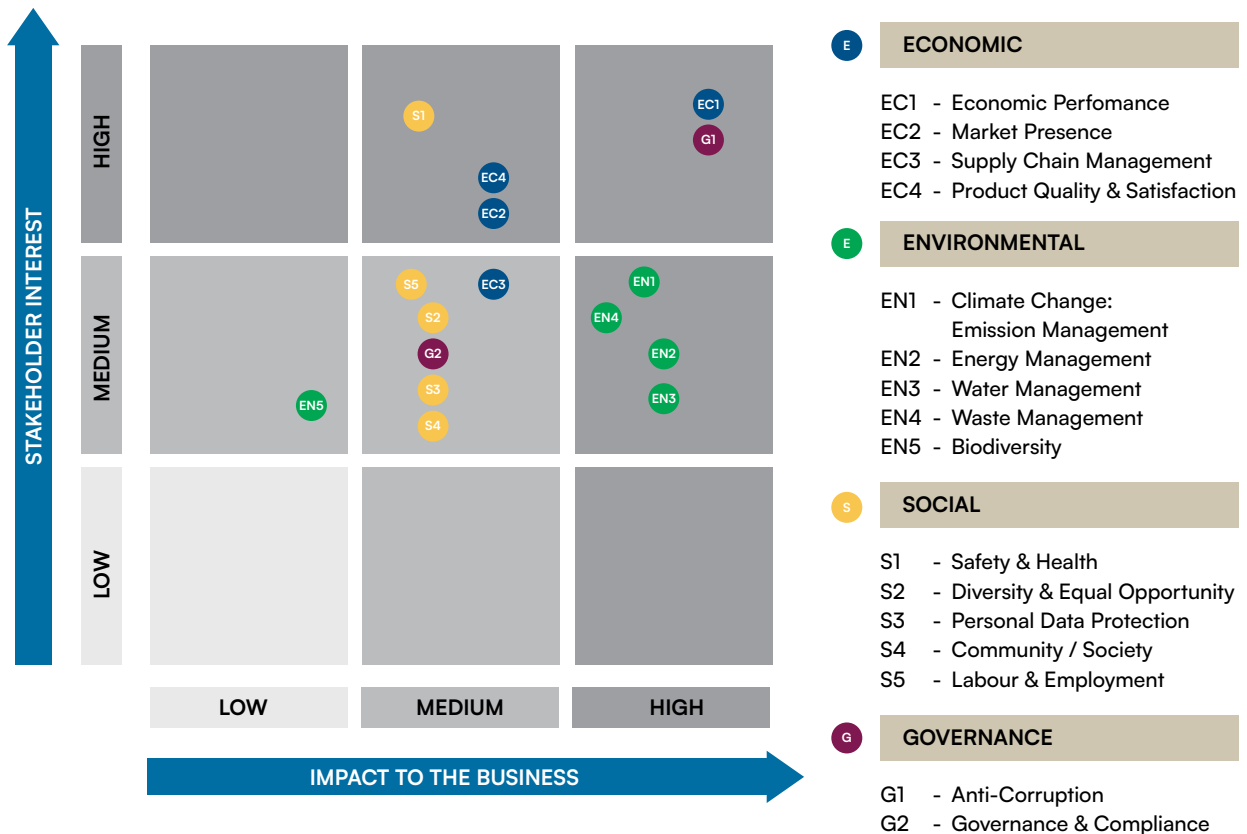 STAKEHOLDER INTEREST
HIGH
MEDIUM
LOW
S1
EC1
G1
EC4
EC2
S5
EC3
EN1
S2
EN4
G2
EN2
S3
EN3
EN5
S4
LOW
MEDIUM
HIGH
IMPACT TO THE BUSINESS
E ECONOMIC
EC1 - Economic Perfomance
EC2 - Market Presence
EC3 - Supply Chain Management
EC4 - Product Quality & Satisfaction
E ENVIRONMENTAL
EN1 - Climate Change:
Emission Management
EN2 - Energy Management
EN3 - Water Management
EN4 - Waste Management
EN5 - Biodiversity
S SOCIAL
S1 - Safety & Health
S2 - Diversity & Equal Opportunity
S3 - Personal Data Protection
S4 - Community / Society
S5 - Labour & Employment
G GOVERNANCE
G1 - Anti-Corruption
G2 - Governance & Compliance